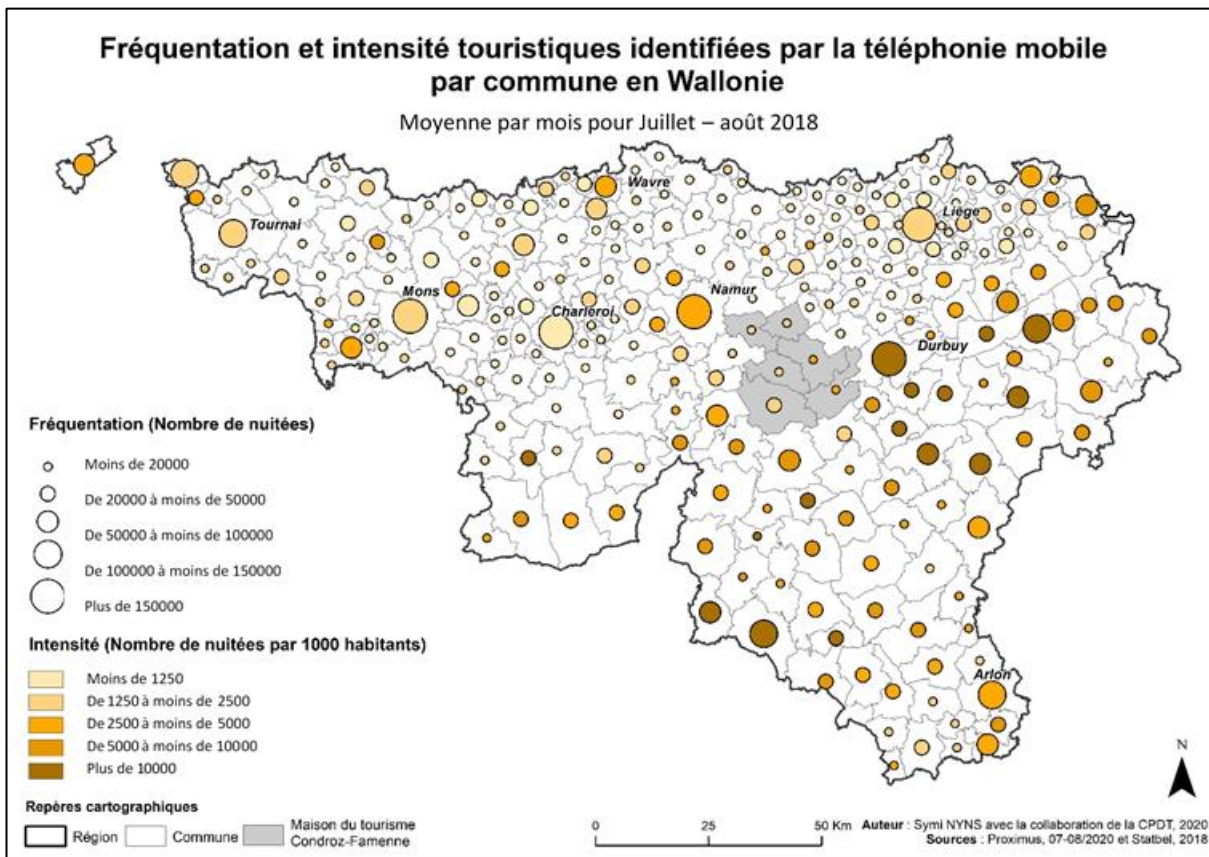 Fréquentation et intensité touristiques identifiées par la téléphonie mobile
par commune en Wallonie
Moyenne par mois pour Juillet – août 2018
Wavre
Liège
Tournai
Mons
Namur
Charleroi
Durbuy
Arlon
Fréquentation (Nombre de nuitées)
Moins de 20000
De 20000 à moins de 50000
De 50000 à moins de 100000
De 100000 à moins de 150000
Plus de 150000
Intensité (Nombre de nuitées par 1000 habitants)
Moins de 1250
De 1250 à moins de 2500
De 2500 à moins de 5000
De 5000 à moins de 10000
Plus de 10000
N
Repères cartographiques
Région
Commune
Maison du tourisme
Condroz-Famenne
0 25 50 Km
Auteur : Symi NYNS avec la collaboration de la CPDT, 2020
Sources : Proximus, 07-08/2020 et Statbel, 2018